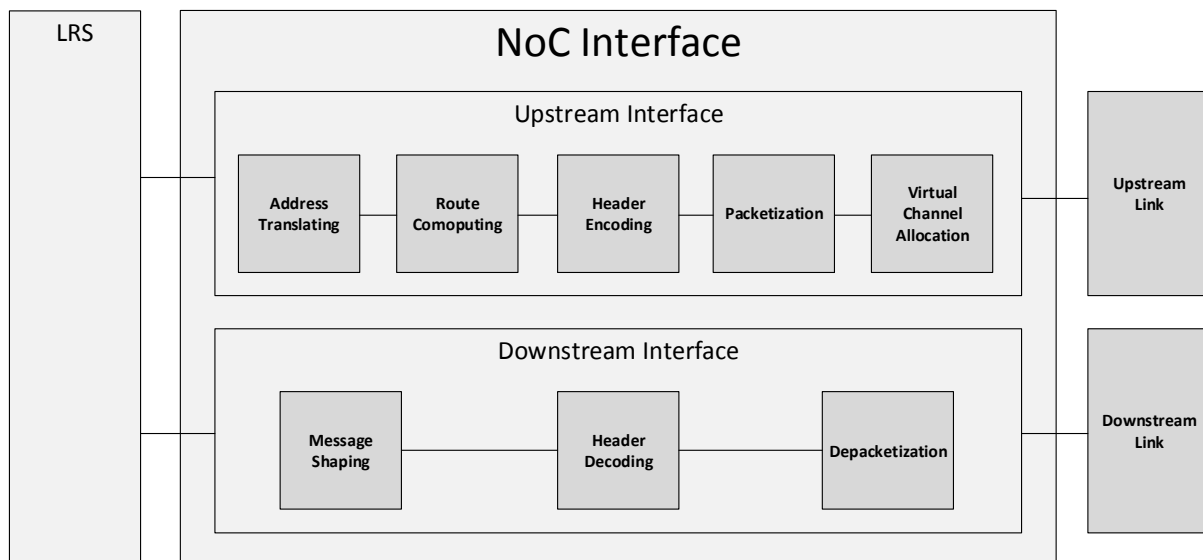 LRS
NoC Interface
Upstream Interface
Address
Translating
Route
Comoputing
Header
Encoding
Packetization
Virtual
Channel
Allocation
Upstream
Link
Downstream Interface
Message
Shaping
Header
Decoding
Depacketization
Downstream
Link